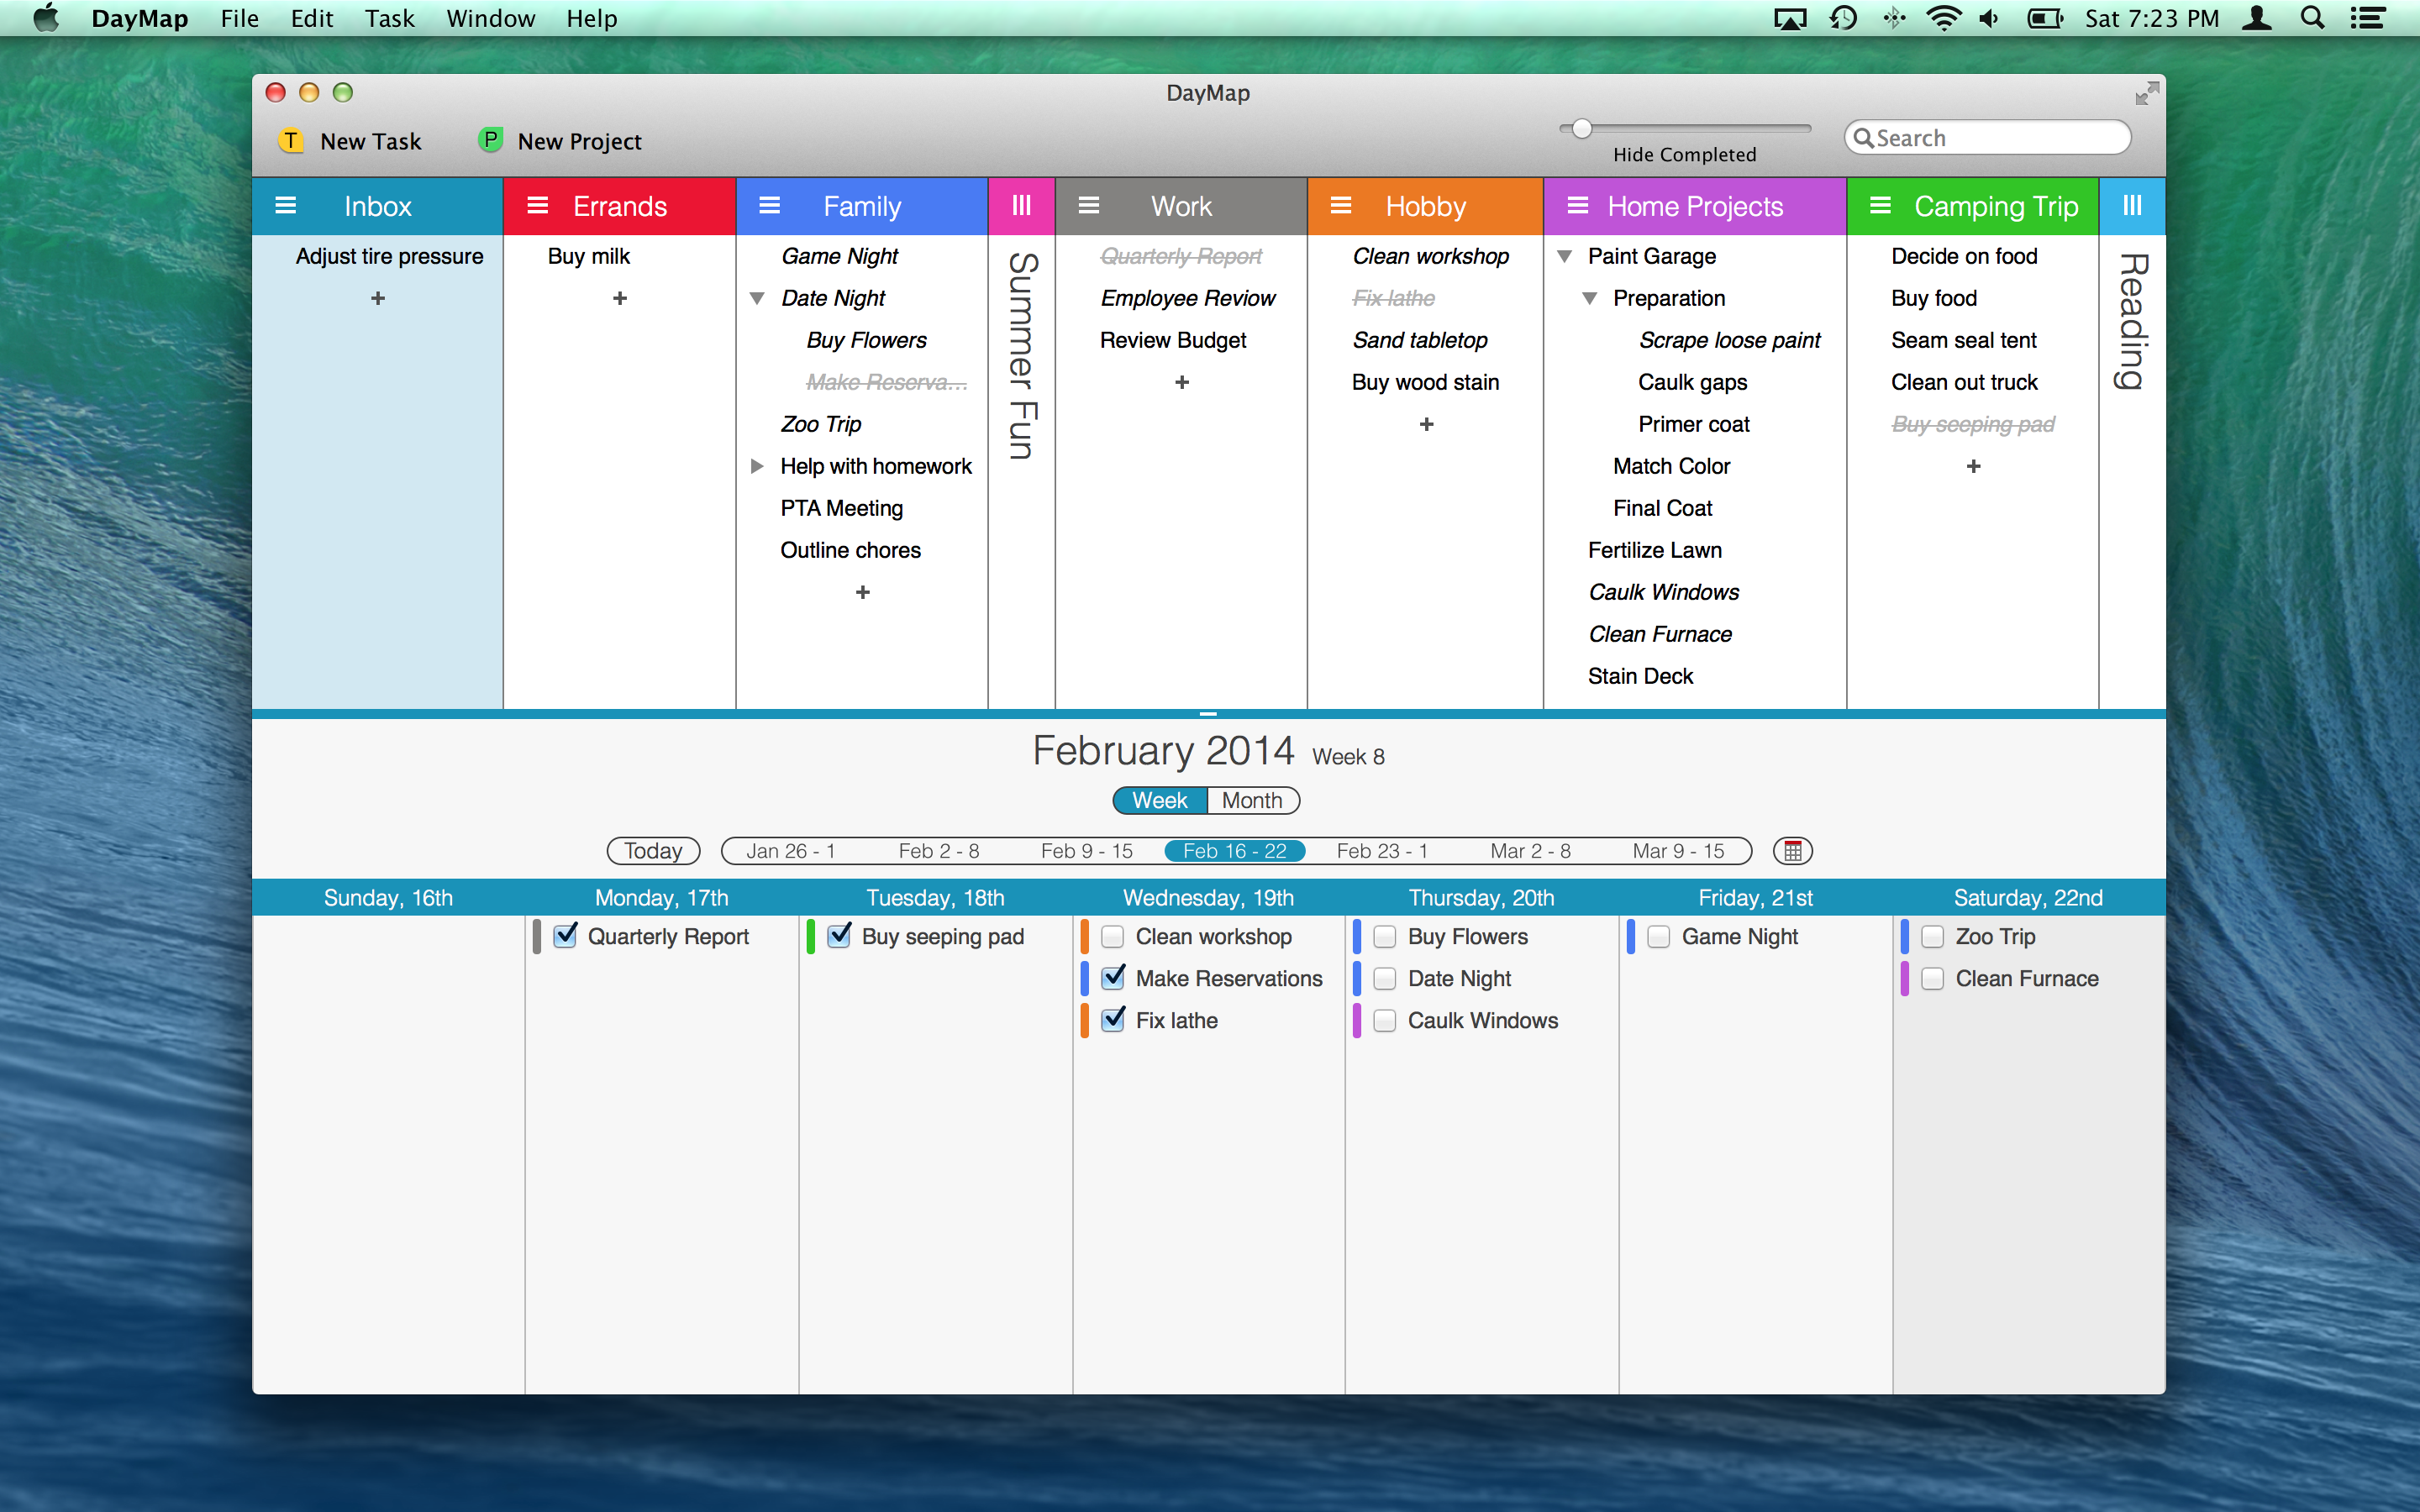 DayMap File Edit Task Window Help Sat 7:23 PM
DayMap
T New Task P New Project
Hide Completed
Search
Inbox
Adjust tire pressure
+
Errands
Buy milk
+
Family
Game Night
Date Night
Buy Flowers
Make Reserva...
Zoo Trip
Help with homework
PTA Meeting
Outline chores
+
Summer Fun
Work
Quarterly Report
Employee Reviow
Review Budget
+
Hobby
Clean workshop
Fix lathe
Sand tabletop
Buy wood stain
+
Home Projects
Paint Garage
Preparation
Scrape loose paint
Caulk gaps
Primer coat
Match Color
Final Coat
Fertilize Lawn
Caulk Windows
Clean Furnace
Stain Deck
Camping Trip
Decide on food
Buy food
Seam seal tent
Clean out truck
Buy seeping pad
+
Reading
February 2014 Week 8
Week Month
Today Jan 26 - 1 Feb 2 - 8 Feb 9 - 15 Feb 16 - 22 Feb 23 - 1 Mar 2 - 8 Mar 9 - 15
Sunday, 16th
Monday, 17th
Quarterly Report
Tuesday, 18th
Buy seeping pad
Wednesday, 19th
Clean workshop
Make Reservations
Fix lathe
Thursday, 20th
Buy Flowers
Date Night
Caulk Windows
Friday, 21st
Game Night
Saturday, 22nd
Zoo Trip
Clean Furnace